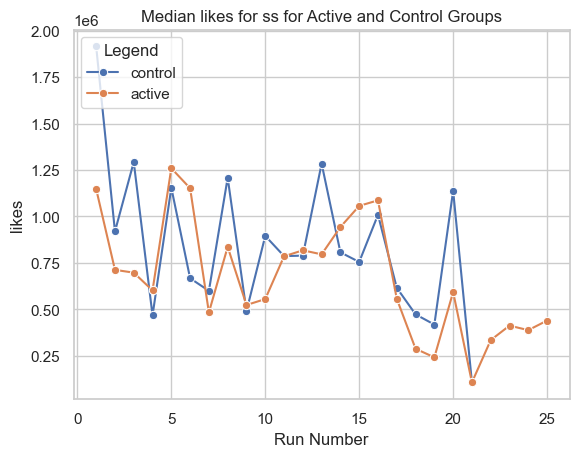 Median likes for ss for Active and Control Groups
1e6
2.00
1.75
1.50
1.25
1.00
0.75
0.50
0.25
likes
Legend
control
active
0 5 10 15 20 25
Run Number